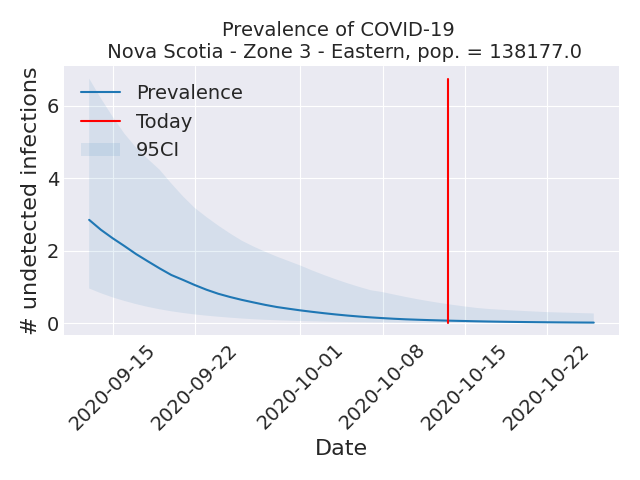 Prevalence of COVID-19
Nova Scotia - Zone 3 - Eastern, pop. = 138177.0
# undetected infections
6
4
2
0
Prevalence
Today
95CI
2020-09-15
2020-09-22
2020-10-01
2020-10-08
2020-10-15
2020-10-22
Date